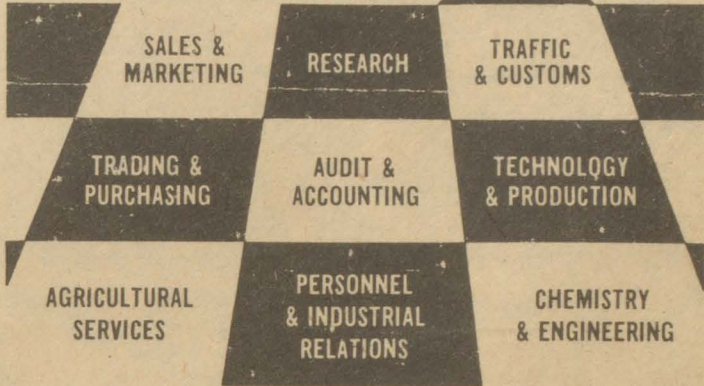 SALES &
MARKETING
RESEARCH
TRAFFIC
& CUSTOMS
TRADING &
PURCHASING
AUDIT &
ACCOUNTING
TECHNOLOGY
& PRODUCTION
AGRICULTURAL
SERVICES
PERSONNEL
& INDUSTRIAL
RELATIONS
CHEMISTRY
& ENGINEERING